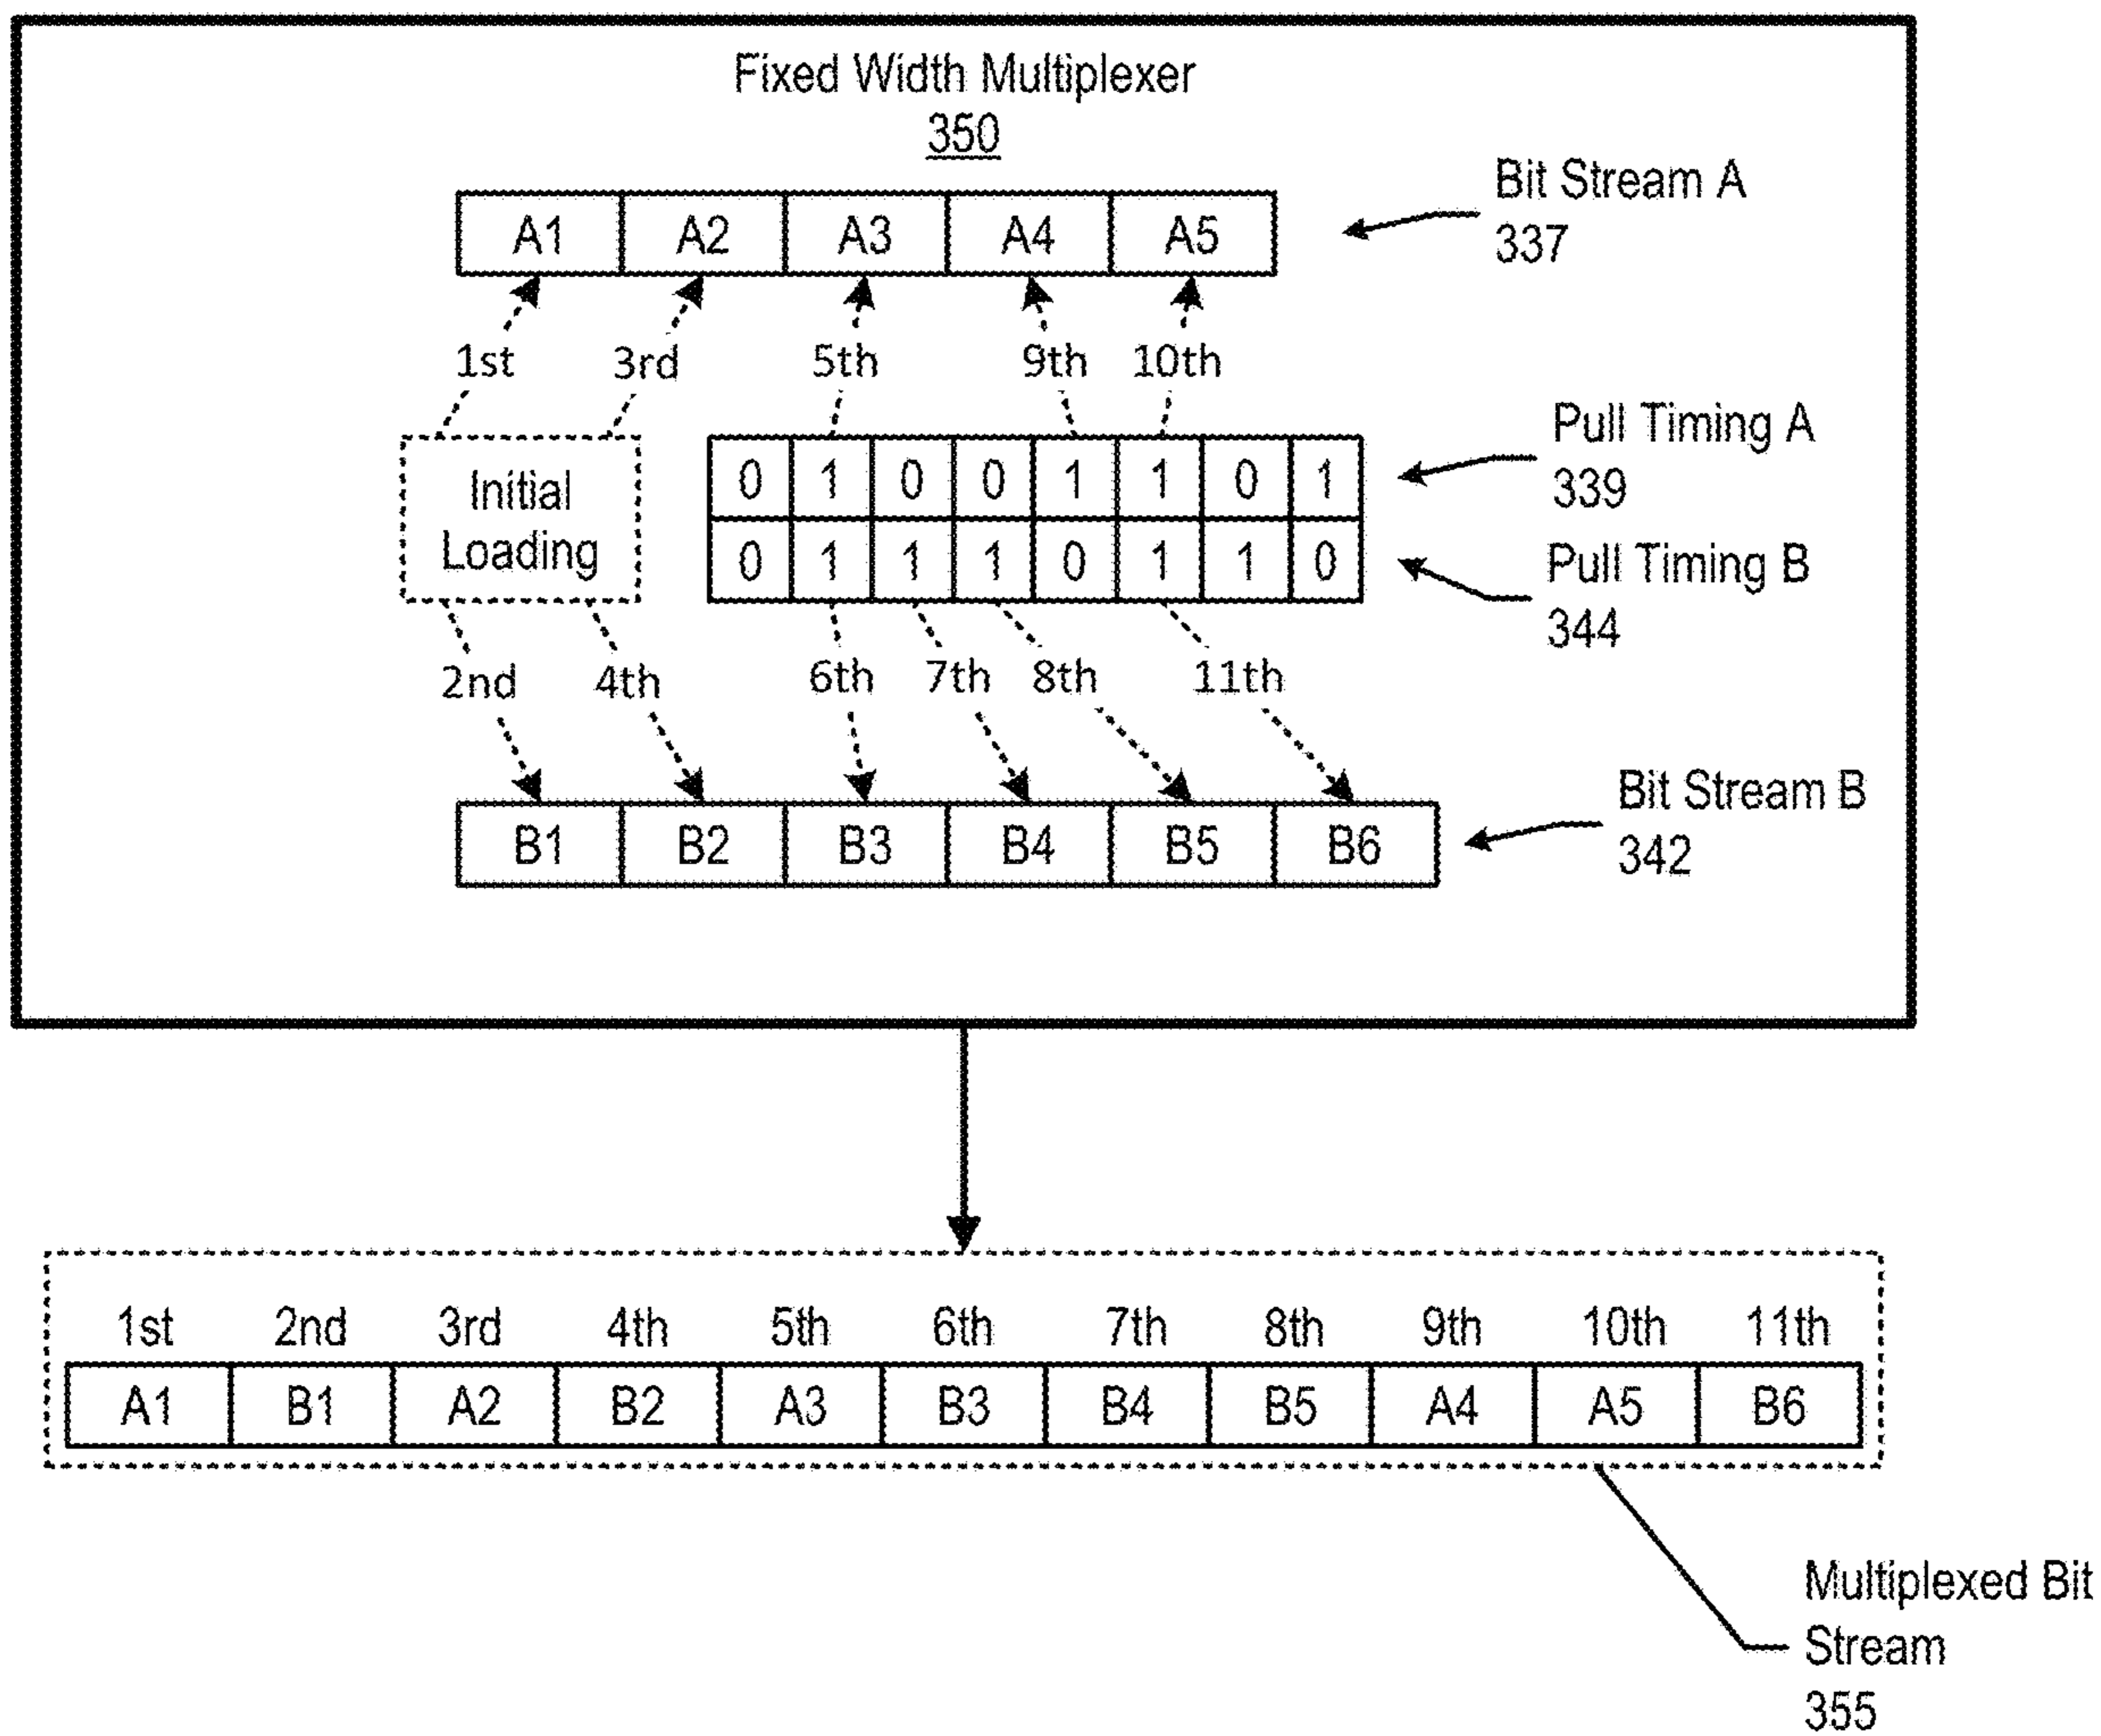 Fixed Width Multiplexer
350
Bit Stream A
337
A1 A2 A3 A4 A5
1st 3rd 5th 9th 10th
Pull Timing A
339
Initial
Loading
0 1 0 0 1 1 0 1
0 1 1 1 0 1 1 0
Pull Timing B
344
2nd 4th 6th 7th 8th 11th
Bit Stream B
342
B1 B2 B3 B4 B5 B6
1st 2nd 3rd 4th 5th 6th 7th 8th 9th 10th 11th
A1 B1 A2 B2 A3 B3 B4 B5 A4 A5 B6
Multiplexed Bit
Stream
355